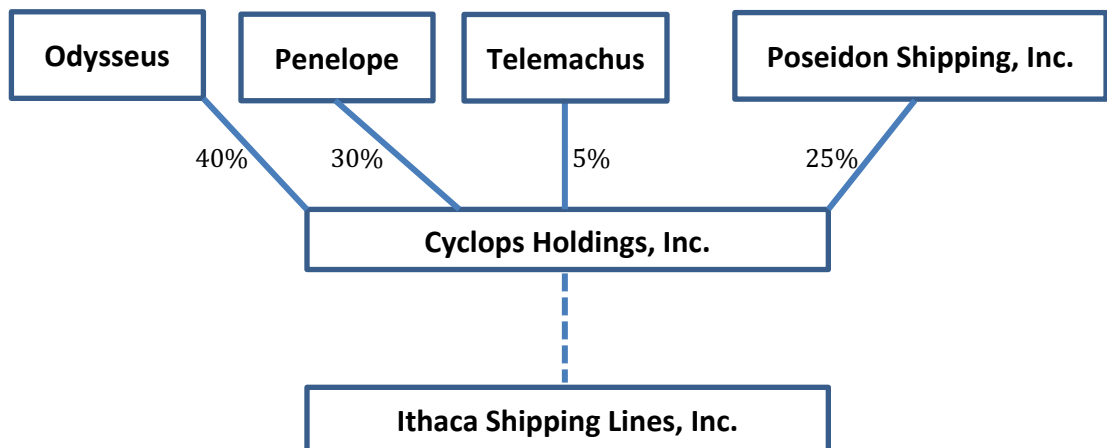 Odysseus
Penelope
Telemachus
Poseidon Shipping, Inc.
40%
30%
5%
25%
Cyclops Holdings, Inc.
Ithaca Shipping Lines, Inc.